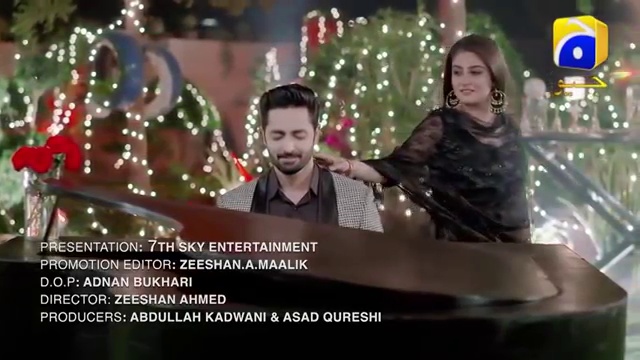 PRESENTATION: 7TH SKY ENTERTAINMENT
PROMOTION EDITOR: ZEESHAN.A.MAALIK
D.O.P: ADNAN BUKHARI
DIRECTOR: ZEESHAN AHMED
PRODUCERS: ABDULLAH KADWANI & ASAD QURESHI